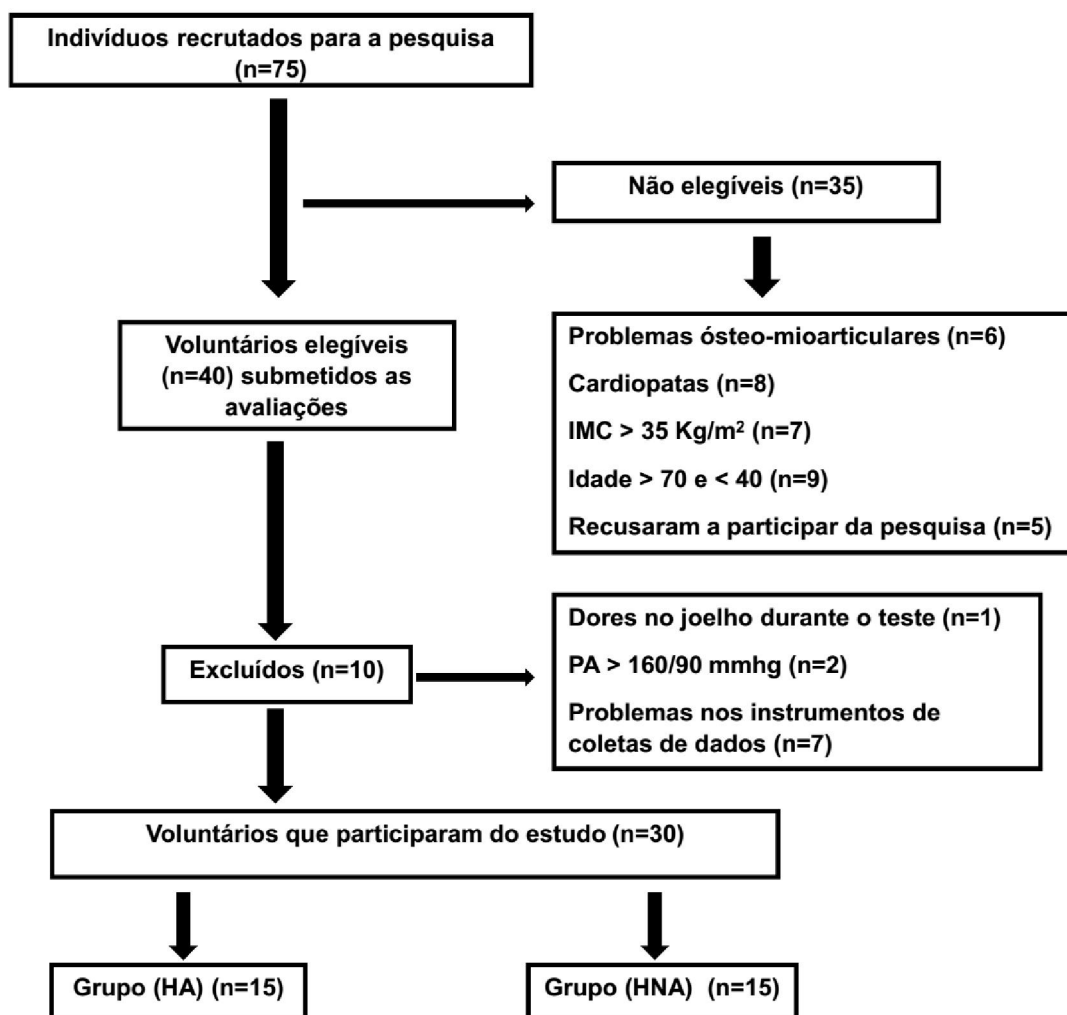 Indivíduos recrutados para a pesquisa
(n=75)
Não elegíveis (n=35)
Voluntários elegíveis
(n=40) submetidos as
avaliações
Problemas ósteo-mioarticulares (n=6)
Cardiopatas (n=8)
IMC > 35 Kg/m² (n=7)
Idade > 70 e < 40 (n=9)
Recusaram a participar da pesquisa (n=5)
Excluídos (n=10)
Dores no joelho durante o teste (n=1)
PA > 160/90 mmhg (n=2)
Problemas nos instrumentos de
coletas de dados (n=7)
Voluntários que participaram do estudo (n=30)
Grupo (HA) (n=15)
Grupo (HNA) (n=15)